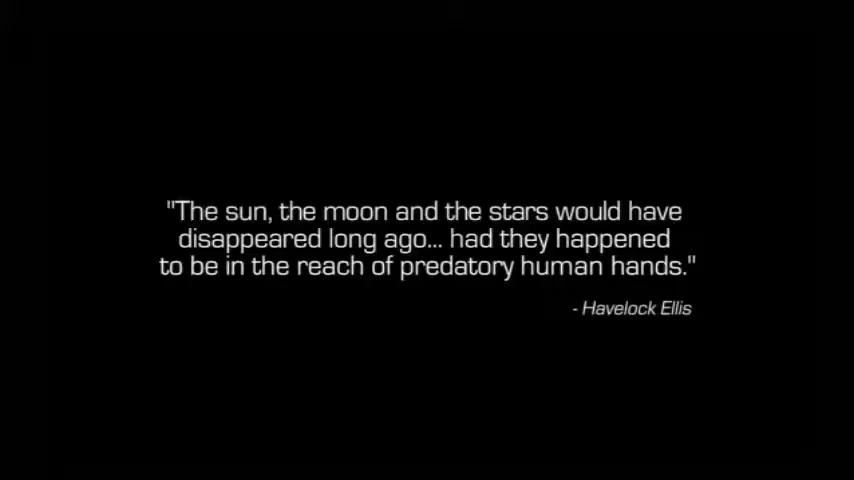 "The sun, the moon and the stars would have
disappeared long ago... had they happened
to be in the reach of predatory human hands."
- Havelock Ellis